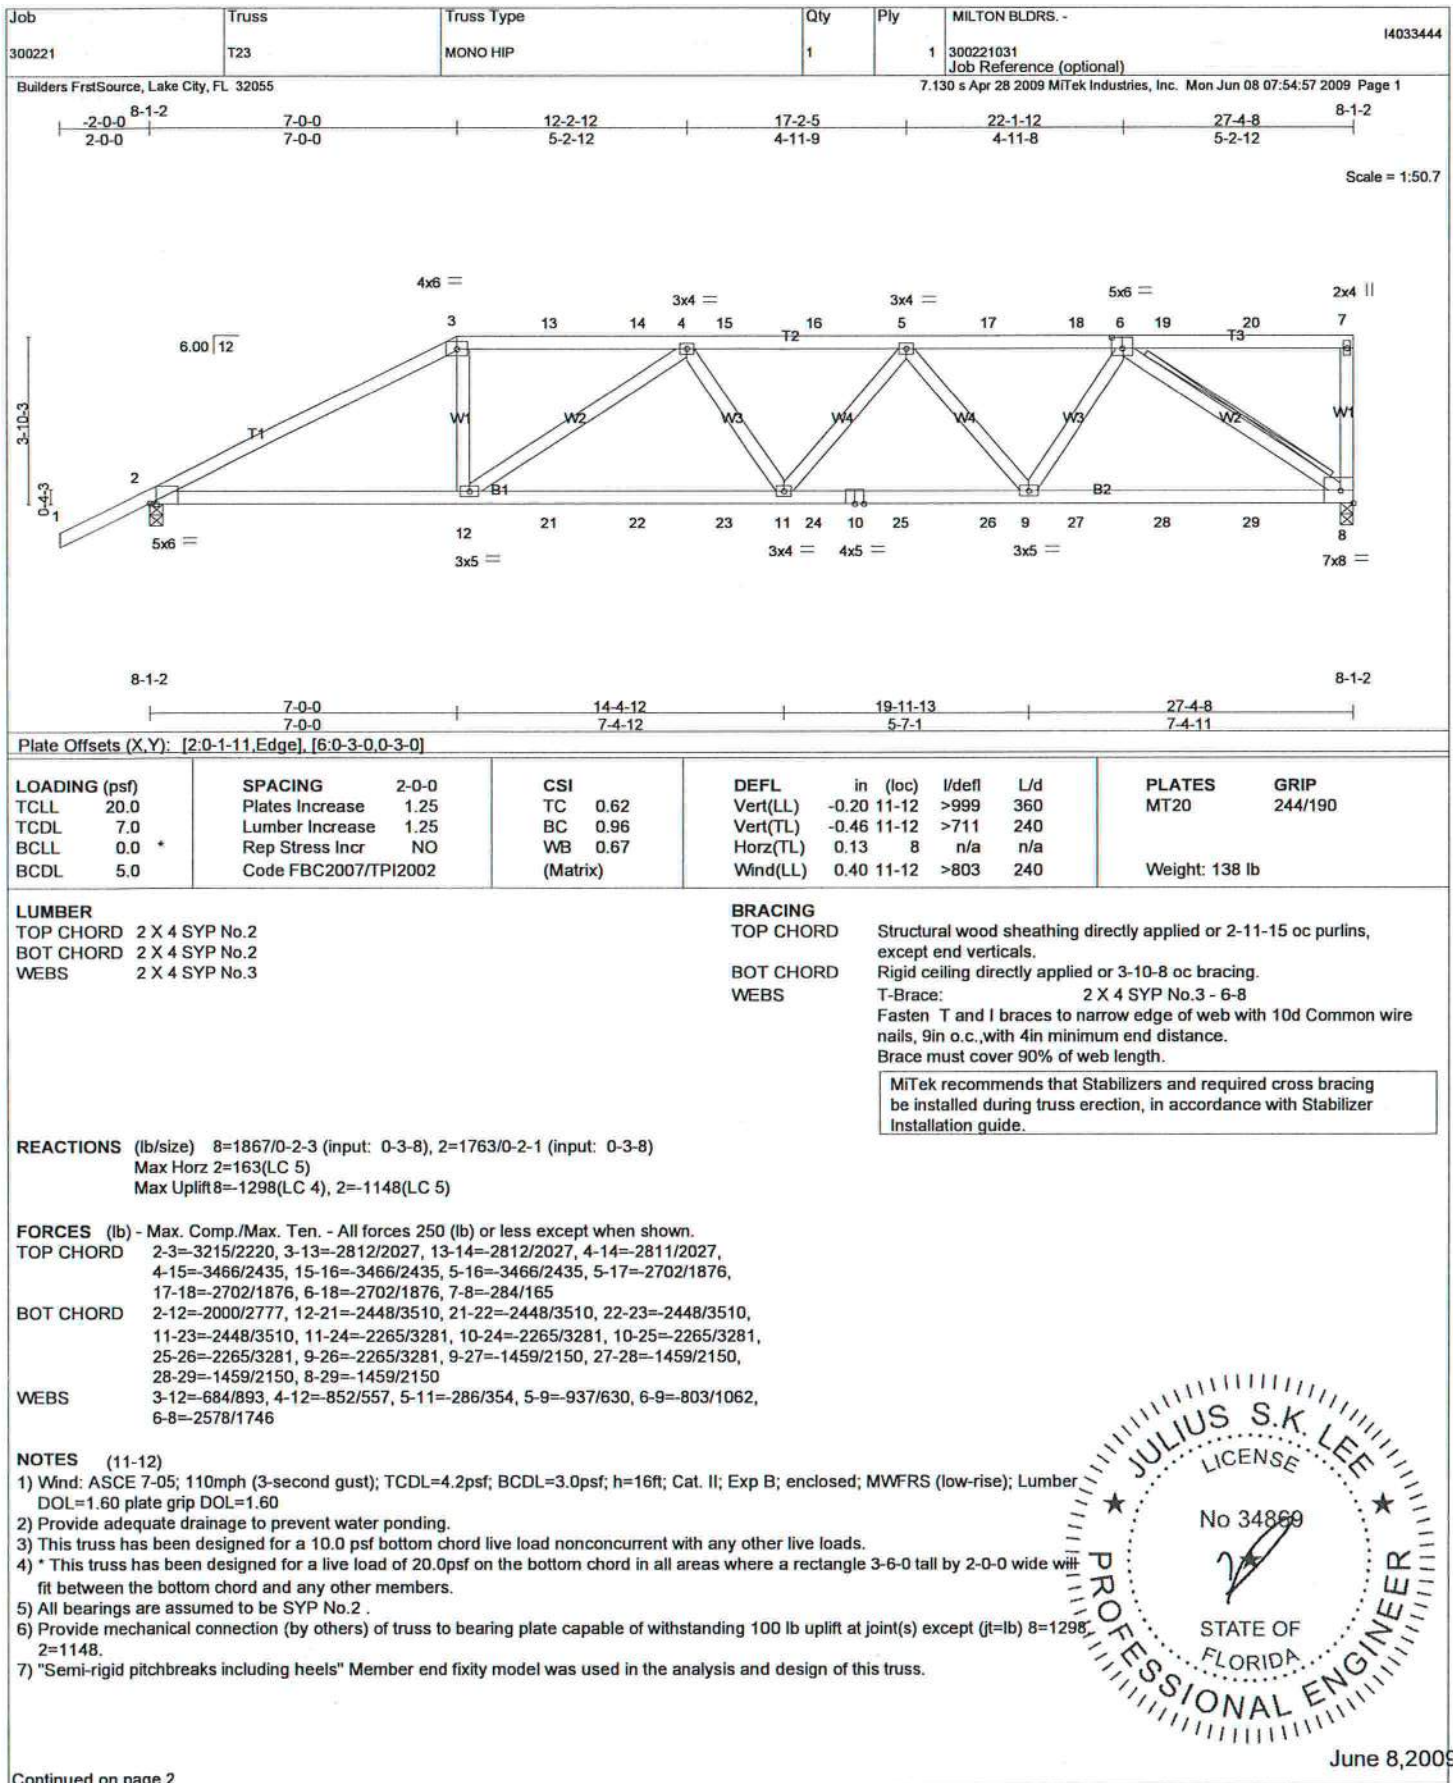 Job Truss Truss Type Qty Ply MILTON BLDRS. -
I4033444
300221 T23 MONO HIP 1 1 300221031
Job Reference (optional)
Builders FrstSource, Lake City, FL 32055 7.130 s Apr 28 2009 MiTek Industries, Inc. Mon Jun 08 07:54:57 2009 Page 1
-2-0-0 8-1-2 7-0-0 12-2-12 17-2-5 22-1-12 27-4-8 8-1-2
2-0-0 7-0-0 5-2-12 4-11-9 4-11-8 5-2-12
Scale = 1:50.7
4x6 = 3x4 = 3x4 = 5x6 = 2x4 ||
3 13 14 4 15 16 5 17 18 6 19 20 7
6.00 12
T2 T3
3-10-3
T1 W1 W2 W3 W4 W4 W3 W2 W1
2
0-4-3
1
B1 B2
12 21 22 23 11 24 10 25 26 9 27 28 29 8
5x6 = 3x5 = 3x4 = 4x5 = 3x5 = 7x8 =
8-1-2 8-1-2
7-0-0 14-4-12 19-11-13 27-4-8
7-0-0 7-4-12 5-7-1 7-4-11
Plate Offsets (X,Y): [2:0-1-11,Edge], [6:0-3-0,0-3-0]
LOADING (psf) SPACING 2-0-0 CSI DEFL in (loc) l/defl L/d PLATES GRIP
TCLL 20.0 Plates Increase 1.25 TC 0.62 Vert(LL) -0.20 11-12 >999 360 MT20 244/190
TCDL 7.0 Lumber Increase 1.25 BC 0.96 Vert(TL) -0.46 11-12 >711 240
BCLL 0.0 * Rep Stress Incr NO WB 0.67 Horz(TL) 0.13 8 n/a n/a
BCDL 5.0 Code FBC2007/TPI2002 (Matrix) Wind(LL) 0.40 11-12 >803 240 Weight: 138 lb
LUMBER
TOP CHORD 2 X 4 SYP No.2
BOT CHORD 2 X 4 SYP No.2
WEBS 2 X 4 SYP No.3
BRACING
TOP CHORD Structural wood sheathing directly applied or 2-11-15 oc purlins,
except end verticals.
BOT CHORD Rigid ceiling directly applied or 3-10-8 oc bracing.
WEBS T-Brace: 2 X 4 SYP No.3 - 6-8
Fasten T and I braces to narrow edge of web with 10d Common wire
nails, 9in o.c.,with 4in minimum end distance.
Brace must cover 90% of web length.
MiTek recommends that Stabilizers and required cross bracing
be installed during truss erection, in accordance with Stabilizer
Installation guide.
REACTIONS (lb/size) 8=1867/0-2-3 (input: 0-3-8), 2=1763/0-2-1 (input: 0-3-8)
Max Horz 2=163(LC 5)
Max Uplift8=-1298(LC 4), 2=-1148(LC 5)
FORCES (lb) - Max. Comp./Max. Ten. - All forces 250 (lb) or less except when shown.
TOP CHORD 2-3=-3215/2220, 3-13=-2812/2027, 13-14=-2812/2027, 4-14=-2811/2027,
4-15=-3466/2435, 15-16=-3466/2435, 5-16=-3466/2435, 5-17=-2702/1876,
17-18=-2702/1876, 6-18=-2702/1876, 7-8=-284/165
BOT CHORD 2-12=-2000/2777, 12-21=-2448/3510, 21-22=-2448/3510, 22-23=-2448/3510,
11-23=-2448/3510, 11-24=-2265/3281, 10-24=-2265/3281, 10-25=-2265/3281,
25-26=-2265/3281, 9-26=-2265/3281, 9-27=-1459/2150, 27-28=-1459/2150,
28-29=-1459/2150, 8-29=-1459/2150
WEBS 3-12=-684/893, 4-12=-852/557, 5-11=-286/354, 5-9=-937/630, 6-9=-803/1062,
6-8=-2578/1746
NOTES (11-12)
1) Wind: ASCE 7-05; 110mph (3-second gust); TCDL=4.2psf; BCDL=3.0psf; h=16ft; Cat. II; Exp B; enclosed; MWFRS (low-rise); Lumber
DOL=1.60 plate grip DOL=1.60
2) Provide adequate drainage to prevent water ponding.
3) This truss has been designed for a 10.0 psf bottom chord live load nonconcurrent with any other live loads.
4) * This truss has been designed for a live load of 20.0psf on the bottom chord in all areas where a rectangle 3-6-0 tall by 2-0-0 wide will
fit between the bottom chord and any other members.
5) All bearings are assumed to be SYP No.2 .
6) Provide mechanical connection (by others) of truss to bearing plate capable of withstanding 100 lb uplift at joint(s) except (jt=lb) 8=1298,
2=1148.
7) "Semi-rigid pitchbreaks including heels" Member end fixity model was used in the analysis and design of this truss.
JULIUS S.K. LEE
LICENSE
No 34869
STATE OF
FLORIDA
PROFESSIONAL ENGINEER
June 8,2009
Continued on page 2